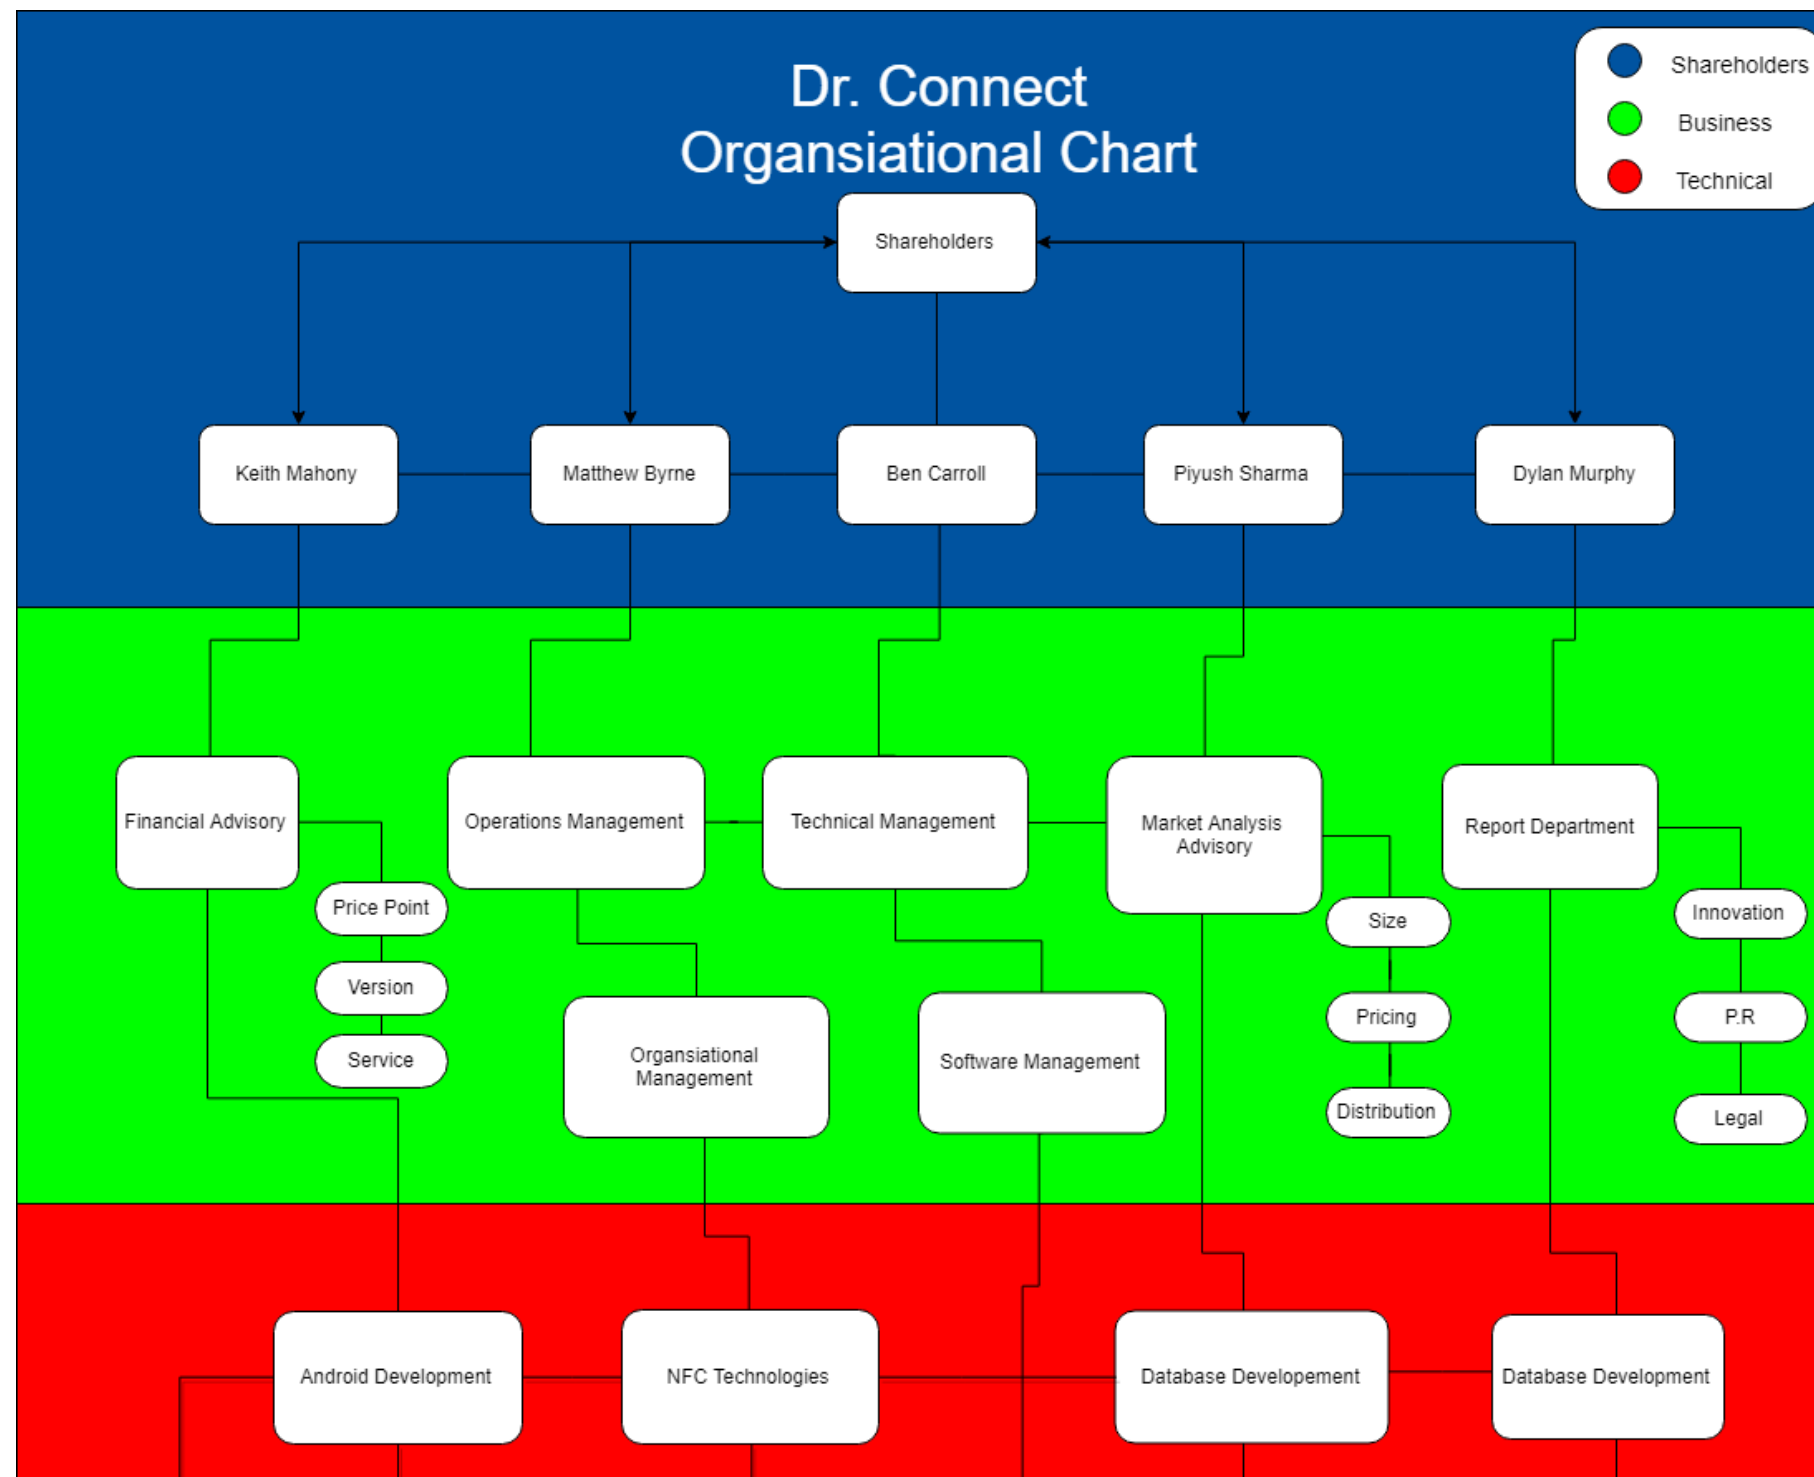 Dr. Connect
Organsiational Chart
Shareholders
Business
Technical
Shareholders
Keith Mahony
Matthew Byrne
Ben Carroll
Piyush Sharma
Dylan Murphy
Financial Advisory
Operations Management
Technical Management
Market Analysis
Advisory
Report Department
Price Point
Version
Service
Size
Pricing
Distribution
Innovation
P.R
Legal
Organsiational
Management
Software Management
Android Development
NFC Technologies
Database Developement
Database Development